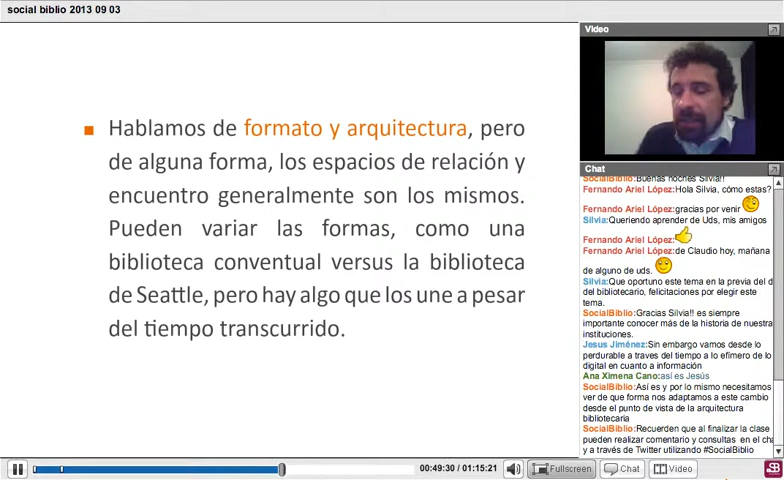 social biblio 2013 09 03
Hablamos de formato y arquitectura, pero
de alguna forma, los espacios de relación y
encuentro generalmente son los mismos.
Pueden variar las formas, como una
biblioteca conventual versus la biblioteca
de Seattle, pero hay algo que los une a pesar
del tiempo transcurrido.
Video
Chat
SocialBiblio:Buenas noches Silvia!!
Fernando Ariel López:Hola Silvia, cómo estas?
Fernando Ariel López:gracias por venir
Silvia:Queriendo aprender de Uds, mis amigos
Fernando Ariel López:
Fernando Ariel López:de Claudio hoy, mañana
de alguno de uds.
Silvia:Que oportuno este tema en la previa del d
del bibliotecario, felicitaciones por elegir este
tema.
SocialBiblio:Gracias Silvia!! es siempre
importante conocer más de la historia de nuestra
instituciones.
Jesus Jiménez:Sin embargo vamos desde lo
perdurable a traves del tiempo a lo efímero de lo
digital en cuanto a información
Ana Ximena Cano:así es Jesús
SocialBiblio:Así es y por lo mismo necesitamos
ver de que forma nos adaptamos a este cambio
desde el punto de vista de la arquitectura
bibliotecaria
SocialBiblio:Recuerden que al finalizar la clase
pueden realizar comentario y consultas en el cha
y a través de Twitter utilizando #SocialBiblio
00:49:30 / 01:15:21
Fullscreen
Chat
Video
SB